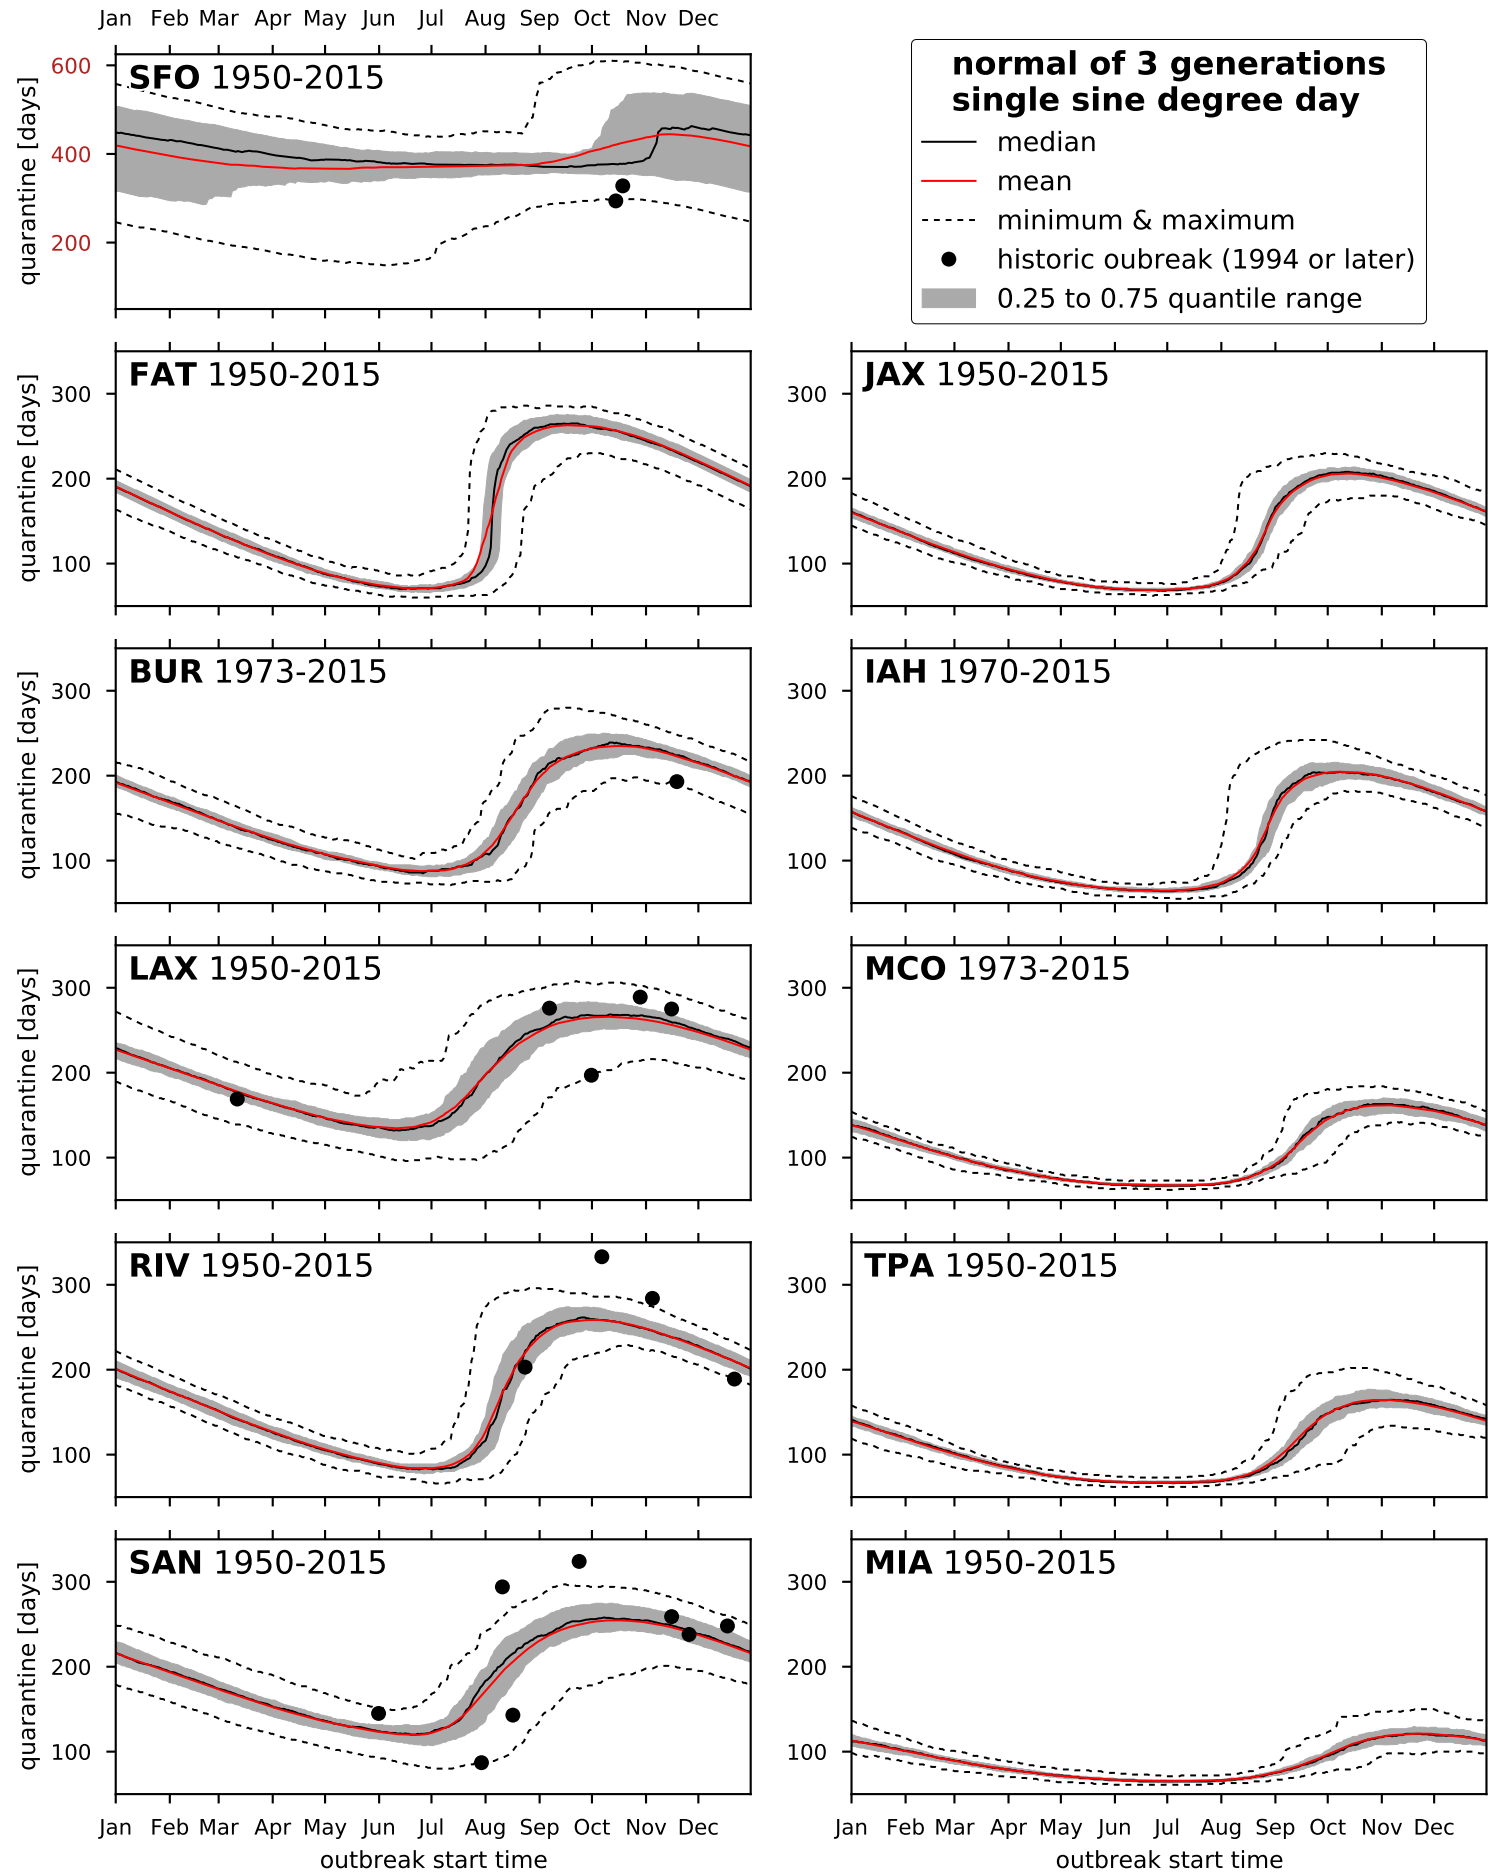 Jan Feb Mar Apr May Jun Jul Aug Sep Oct Nov Dec
quarantine [days]
600
400
200
SFO 1950-2015
normal of 3 generations
single sine degree day
median
mean
minimum & maximum
historic oubreak (1994 or later)
0.25 to 0.75 quantile range
quarantine [days]
300
200
100
FAT 1950-2015
300
200
100
JAX 1950-2015
quarantine [days]
300
200
100
BUR 1973-2015
300
200
100
IAH 1970-2015
quarantine [days]
300
200
100
LAX 1950-2015
300
200
100
MCO 1973-2015
quarantine [days]
300
200
100
RIV 1950-2015
300
200
100
TPA 1950-2015
quarantine [days]
300
200
100
SAN 1950-2015
Jan Feb Mar Apr May Jun Jul Aug Sep Oct Nov Dec
outbreak start time
300
200
100
MIA 1950-2015
Jan Feb Mar Apr May Jun Jul Aug Sep Oct Nov Dec
outbreak start time